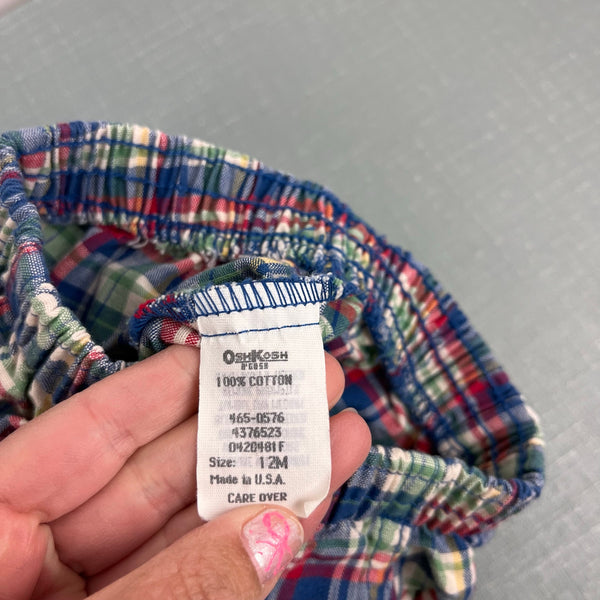 OSHKOSH
B'GOSH
100% COTTON
465-0576
4376523
0420481F
Size: 12M
Made in U.S.A.
CARE OVER